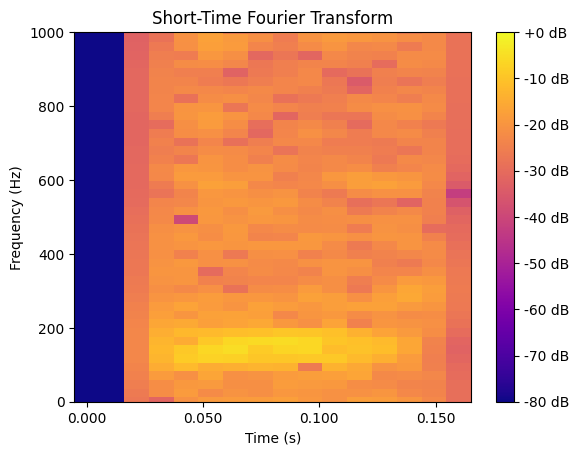 Short-Time Fourier Transform
1000
800
600
400
200
0
Frequency (Hz)
0.000
0.050
0.100
0.150
Time (s)
+0 dB
-10 dB
-20 dB
-30 dB
-40 dB
-50 dB
-60 dB
-70 dB
-80 dB